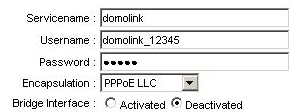 Servicename : domolink
Username : domolink_12345
Password : •••••
Encapsulation : PPPoE LLC
Bridge Interface : Activated Deactivated